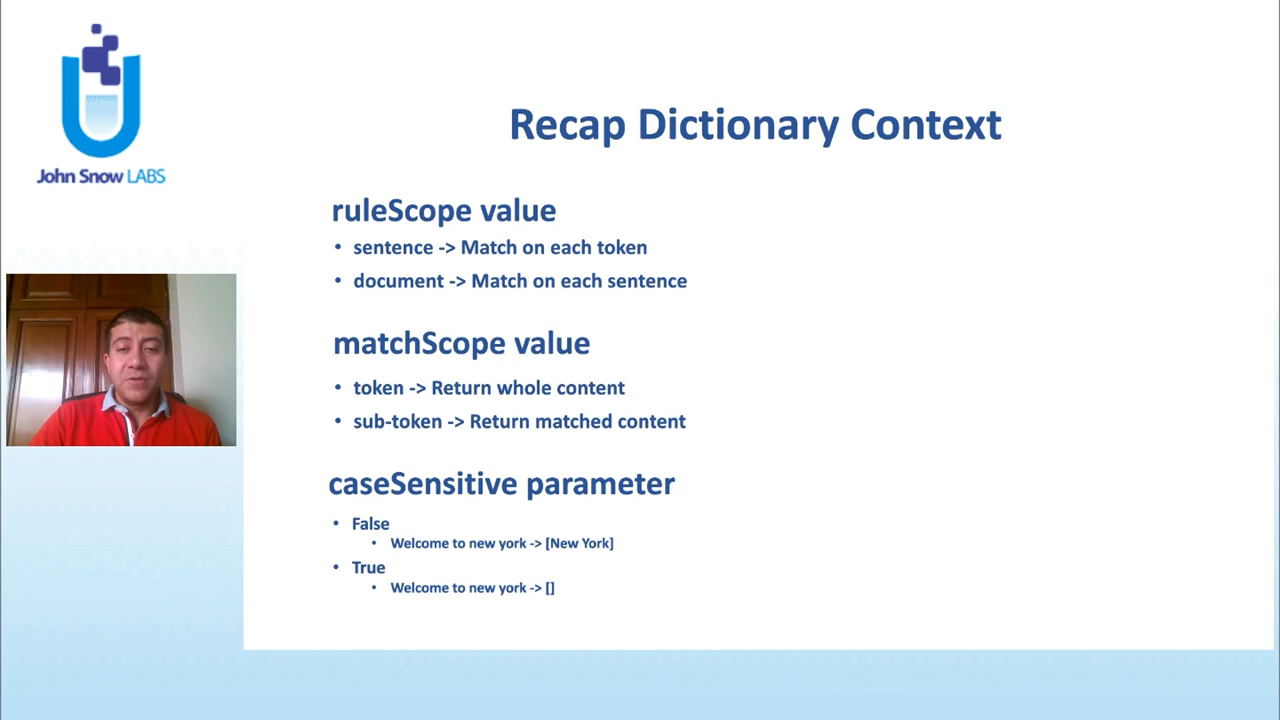 John Snow LABS
Recap Dictionary Context
ruleScope value
• sentence -> Match on each token
• document -> Match on each sentence
matchScope value
• token -> Return whole content
• sub-token -> Return matched content
caseSensitive parameter
• False
• Welcome to new york -> [New York]
• True
• Welcome to new york -> []